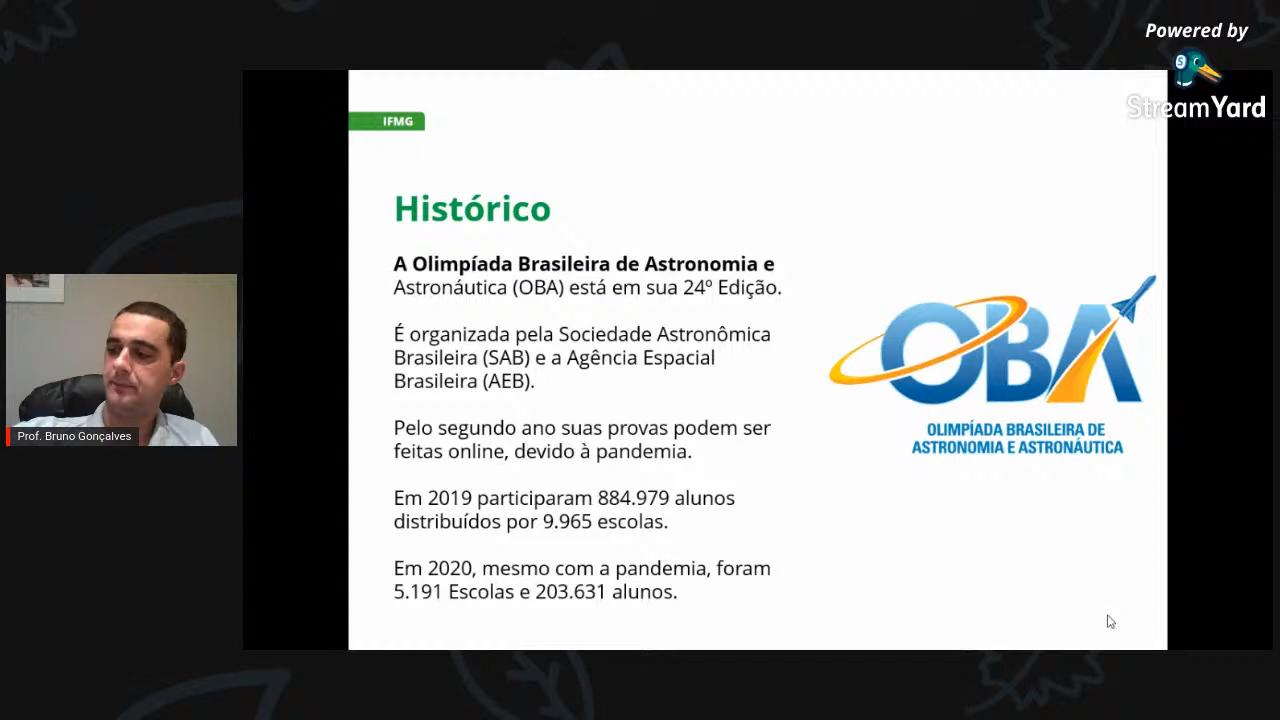 Powered by
StreamYard
IFMG
Histórico
A Olimpíada Brasileira de Astronomia e
Astronáutica (OBA) está em sua 24º Edição.
É organizada pela Sociedade Astronômica
Brasileira (SAB) e a Agência Espacial
Brasileira (AEB).
Pelo segundo ano suas provas podem ser
feitas online, devido à pandemia.
Em 2019 participaram 884.979 alunos
distribuídos por 9.965 escolas.
Em 2020, mesmo com a pandemia, foram
5.191 Escolas e 203.631 alunos.
OBA
OLIMPÍADA BRASILEIRA DE
ASTRONOMIA E ASTRONÁUTICA
Prof. Bruno Gonçalves